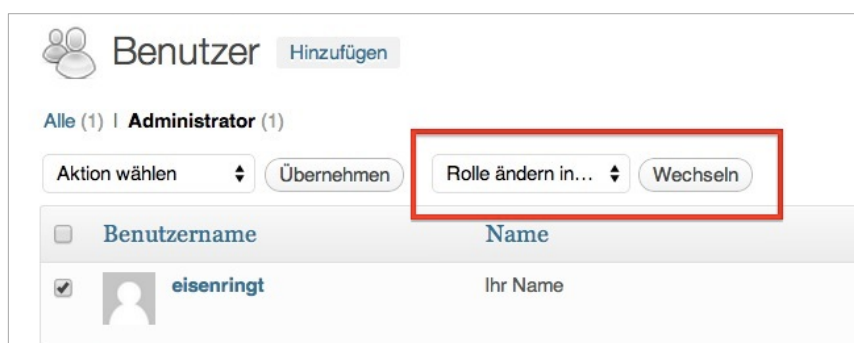 Benutzer Hinzufügen
Alle (1) | Administrator (1)
Aktion wählen Übernehmen Rolle ändern in... Wechseln
Benutzername Name
eisenringt Ihr Name